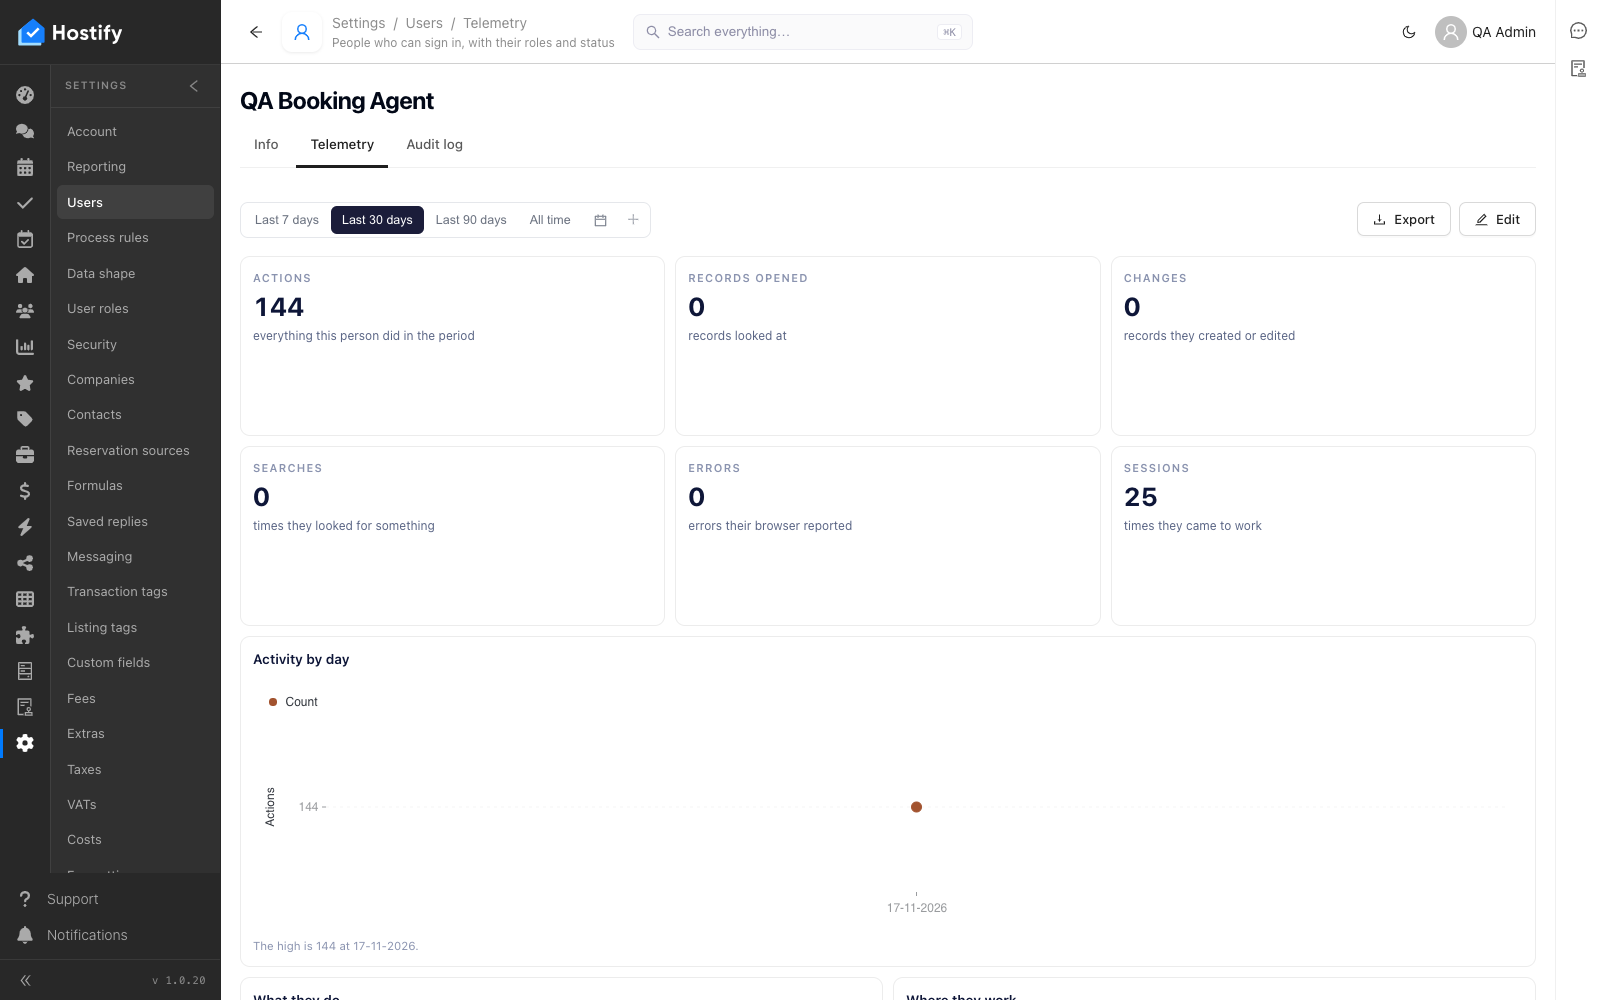 Hostify
Settings / Users / Telemetry
People who can sign in, with their roles and status
Search everything...
⌘K
QA Admin
SETTINGS
Account
Reporting
Users
Process rules
Data shape
User roles
Security
Companies
Contacts
Reservation sources
Formulas
Saved replies
Messaging
Transaction tags
Listing tags
Custom fields
Fees
Extras
Taxes
VATs
Costs
Support
Notifications
v 1.0.20
QA Booking Agent
Info
Telemetry
Audit log
Last 7 days
Last 30 days
Last 90 days
All time
Export
Edit
ACTIONS
144
everything this person did in the period
RECORDS OPENED
0
records looked at
CHANGES
0
records they created or edited
SEARCHES
0
times they looked for something
ERRORS
0
errors their browser reported
SESSIONS
25
times they came to work
Activity by day
Count
Actions
144
17-11-2026
The high is 144 at 17-11-2026.
What they do
Where they work